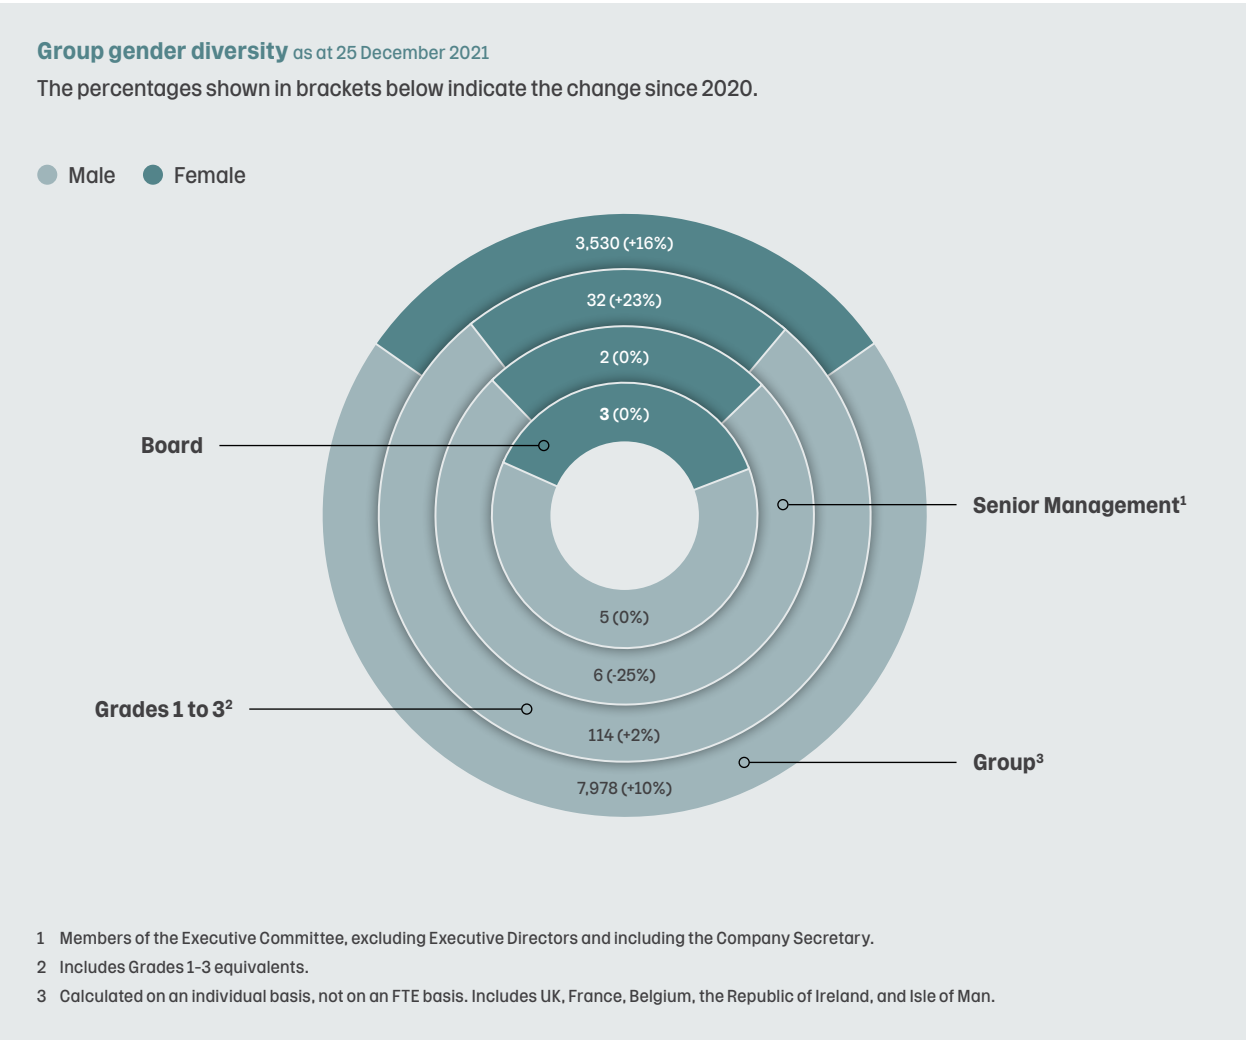 Group gender diversity as at 25 December 2021
The percentages shown in brackets below indicate the change since 2020.
Male Female
3,530 (+16%)
32 (+23%)
2 (0%)
3 (0%)
Board
Senior Management¹
5 (0%)
6 (-25%)
Grades 1 to 3²
114 (+2%)
Group³
7,978 (+10%)
1 Members of the Executive Committee, excluding Executive Directors and including the Company Secretary.
2 Includes Grades 1-3 equivalents.
3 Calculated on an individual basis, not on an FTE basis. Includes UK, France, Belgium, the Republic of Ireland, and Isle of Man.